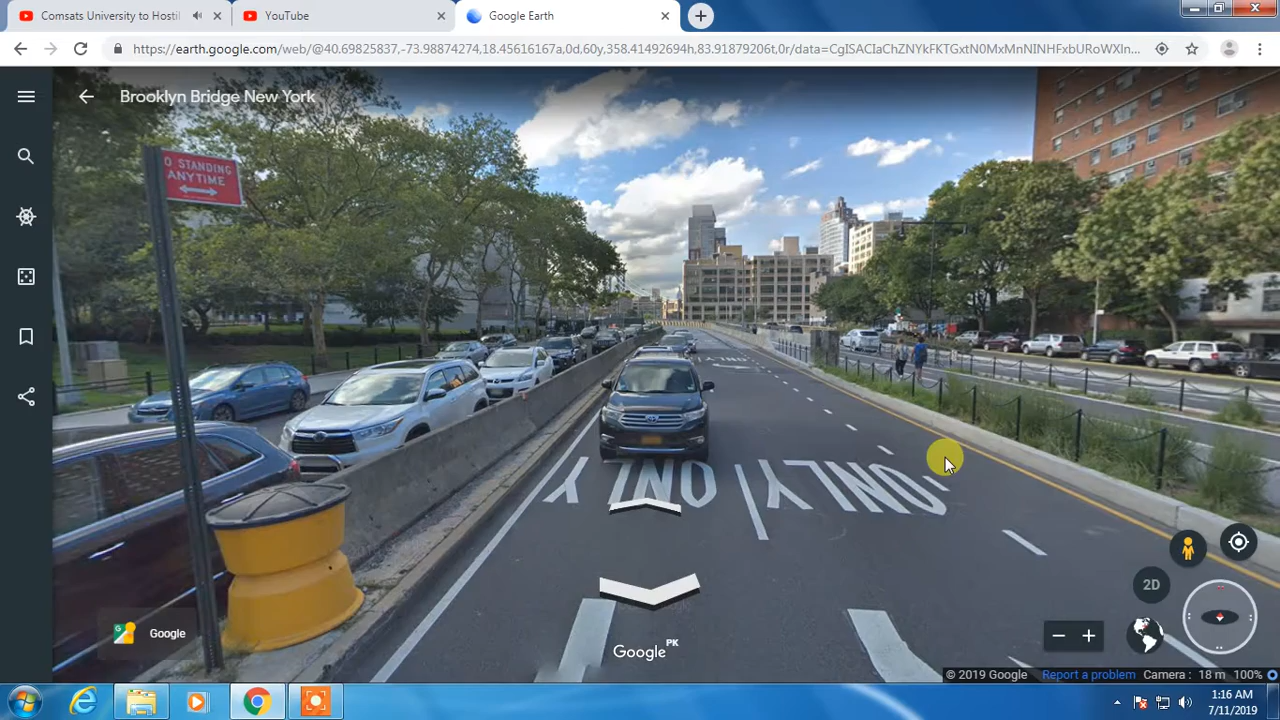 Comsats University to Hostil
YouTube
Google Earth
https://earth.google.com/web/@40.69825837,-73.98874274,18.45616167a,0d,60y,358.41492694h,83.91879206t,0r/data=CgISACIaChZNYkFKTGxtN0MxMnNINHFxbURoWXln...
Brooklyn Bridge New York
O STANDING
ANYTIME
ONLY
ONLY
2D
Google
Google PK
© 2019 Google Report a problem Camera : 18 m 100%
1:16 AM
7/11/2019